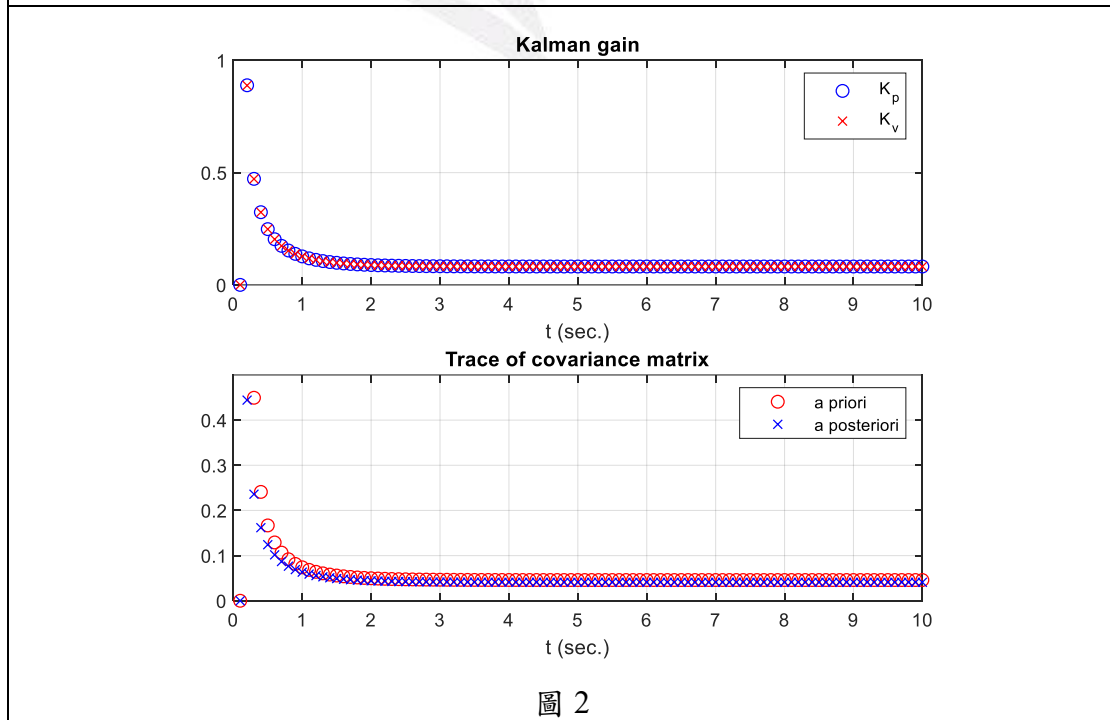 Kalman gain
1
0.5
0
K_p
K_v
0 1 2 3 4 5 6 7 8 9 10
t (sec.)
Trace of covariance matrix
0.4
0.3
0.2
0.1
0
a priori
a posteriori
0 1 2 3 4 5 6 7 8 9 10
t (sec.)
圖 2